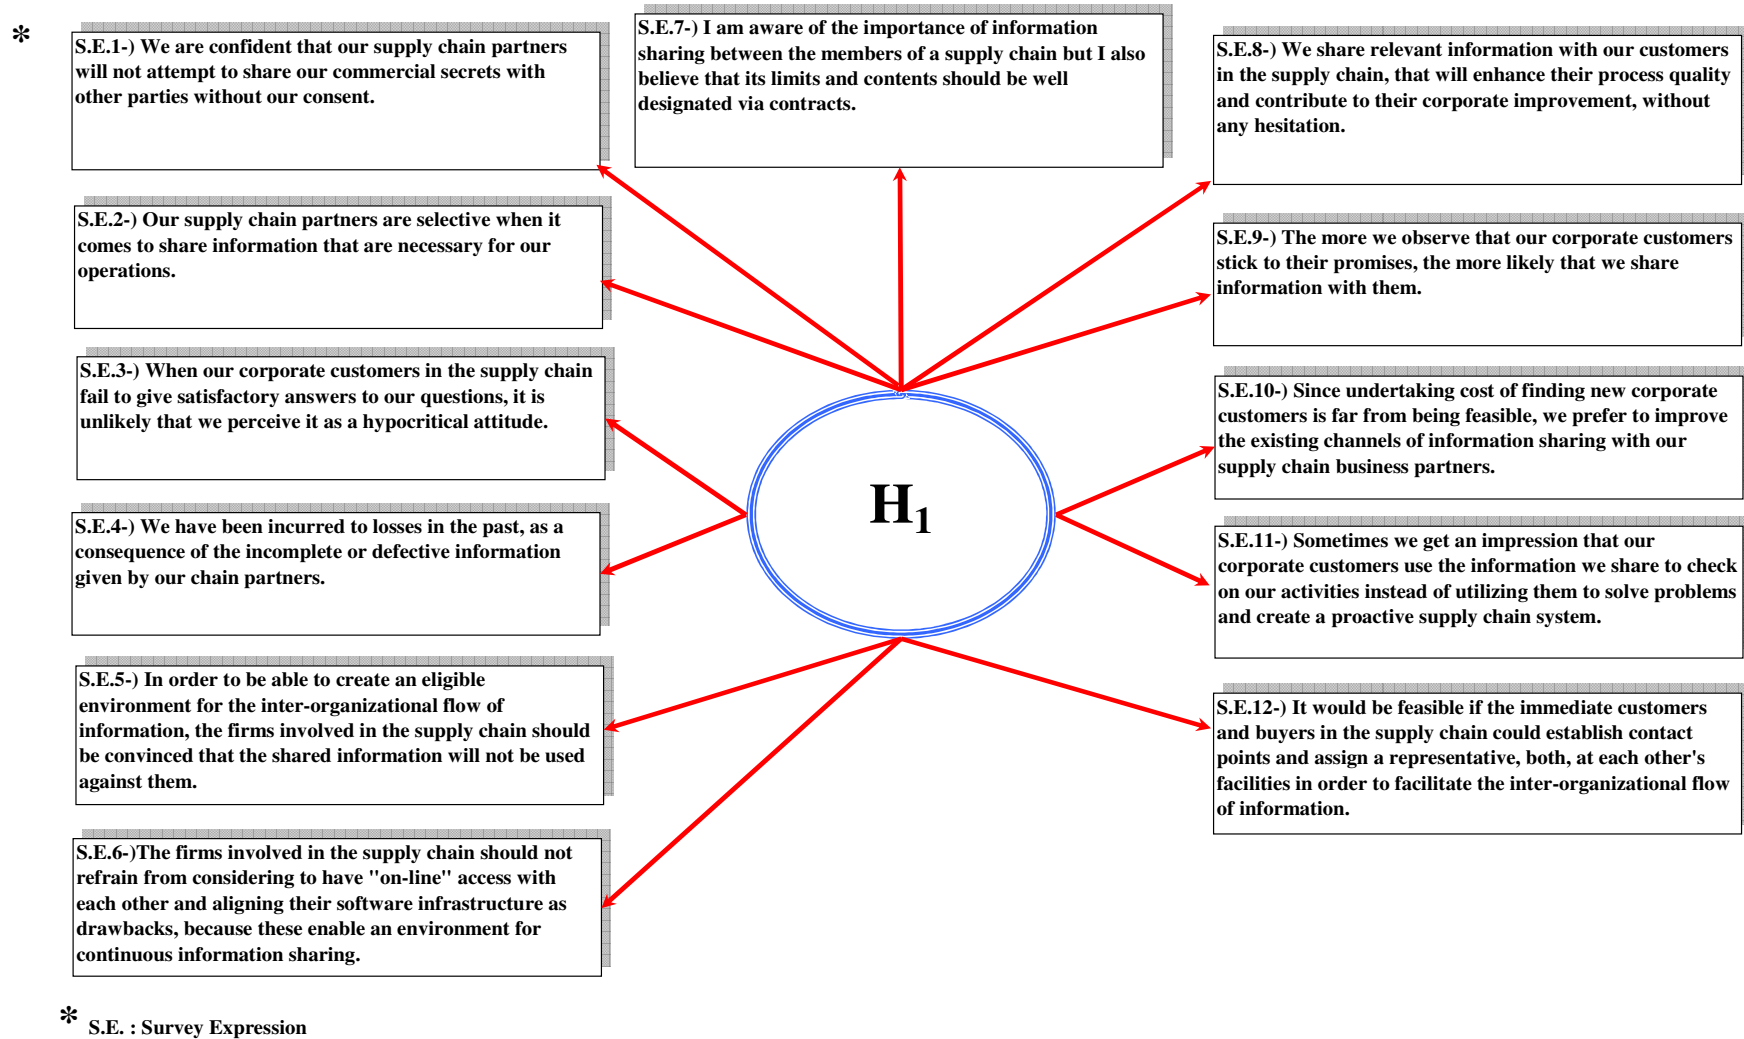 *
S.E.1-) We are confident that our supply chain partners
will not attempt to share our commercial secrets with
other parties without our consent.
S.E.2-) Our supply chain partners are selective when it
comes to share information that are necessary for our
operations.
S.E.3-) When our corporate customers in the supply chain
fail to give satisfactory answers to our questions, it is
unlikely that we perceive it as a hypocritical attitude.
S.E.4-) We have been incurred to losses in the past, as a
consequence of the incomplete or defective information
given by our chain partners.
S.E.5-) In order to be able to create an eligible
environment for the inter-organizational flow of
information, the firms involved in the supply chain should
be convinced that the shared information will not be used
against them.
S.E.6-)The firms involved in the supply chain should not
refrain from considering to have "on-line" access with
each other and aligning their software infrastructure as
drawbacks, because these enable an environment for
continuous information sharing.
S.E.7-) I am aware of the importance of information
sharing between the members of a supply chain but I also
believe that its limits and contents should be well
designated via contracts.
H1
S.E.8-) We share relevant information with our customers
in the supply chain, that will enhance their process quality
and contribute to their corporate improvement, without
any hesitation.
S.E.9-) The more we observe that our corporate customers
stick to their promises, the more likely that we share
information with them.
S.E.10-) Since undertaking cost of finding new corporate
customers is far from being feasible, we prefer to improve
the existing channels of information sharing with our
supply chain business partners.
S.E.11-) Sometimes we get an impression that our
corporate customers use the information we share to check
on our activities instead of utilizing them to solve problems
and create a proactive supply chain system.
S.E.12-) It would be feasible if the immediate customers
and buyers in the supply chain could establish contact
points and assign a representative, both, at each other's
facilities in order to facilitate the inter-organizational flow
of information.
* S.E. : Survey Expression